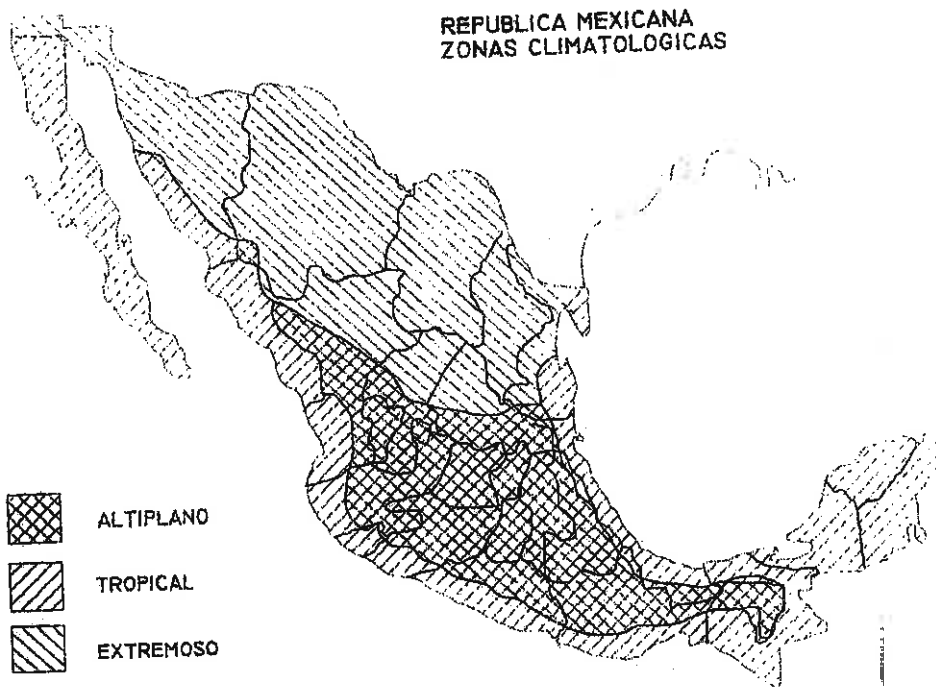 REPUBLICA MEXICANA
ZONAS CLIMATOLOGICAS
ALTIPLANO
TROPICAL
EXTREMOSO